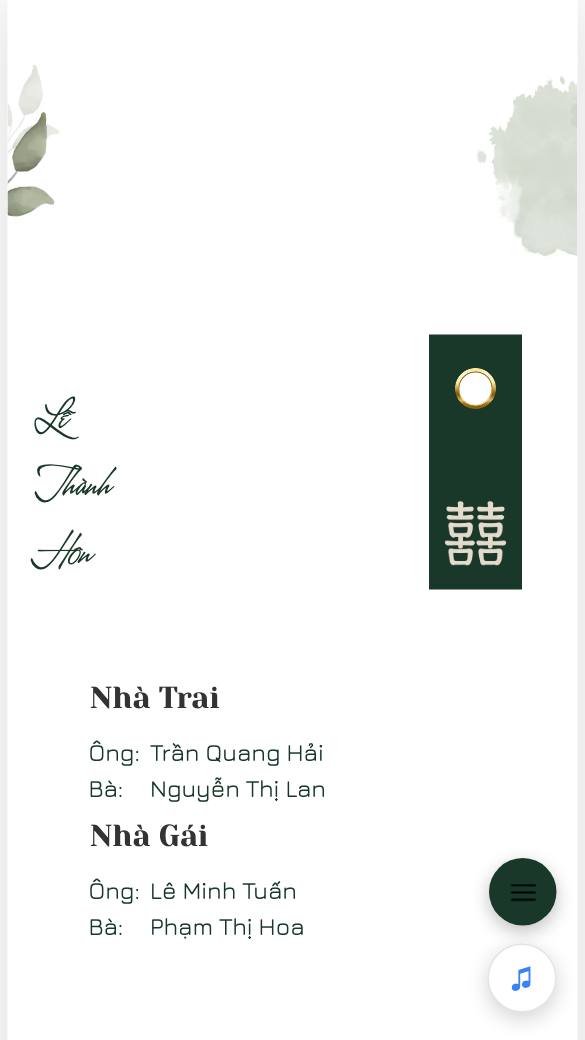 Lễ
Thành
Hôn
囍
Nhà Trai
Ông: Trần Quang Hải
Bà: Nguyễn Thị Lan
Nhà Gái
Ông: Lê Minh Tuấn
Bà: Phạm Thị Hoa